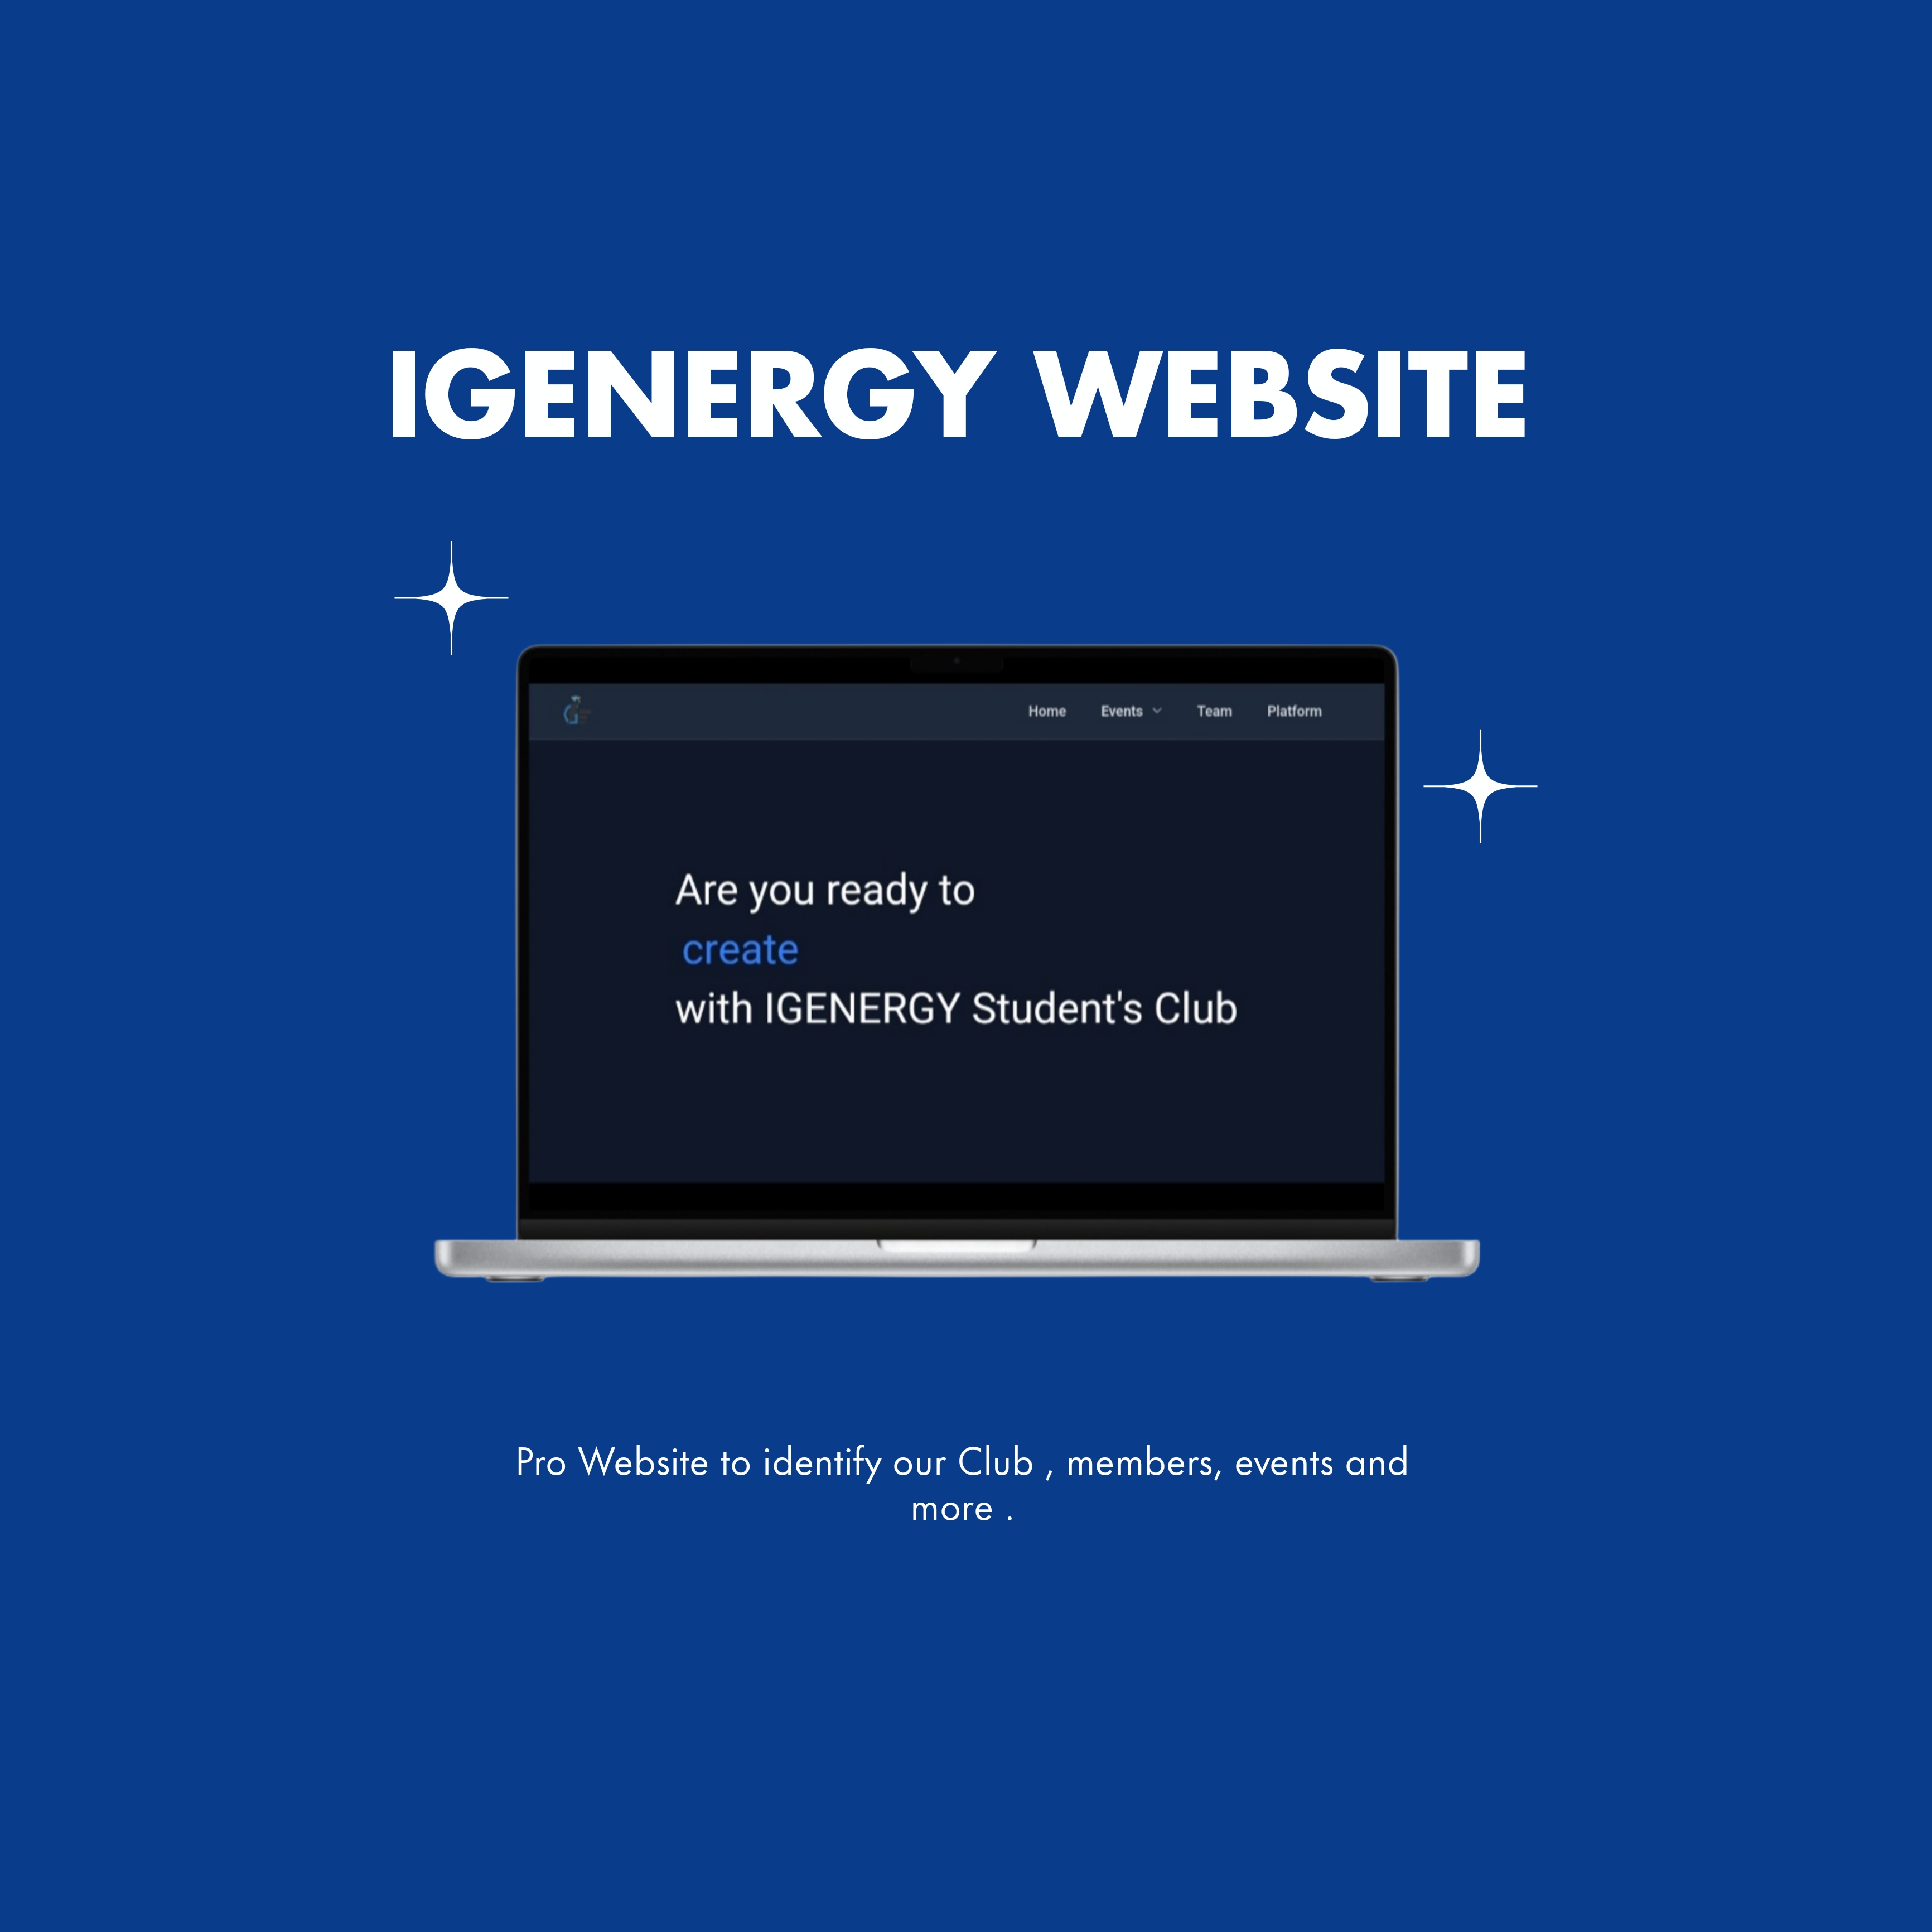 IGENERGY WEBSITE
Home Events Team Platform
Are you ready to
create
with IGENERGY Student's Club
Pro Website to identify our Club , members, events and
more .